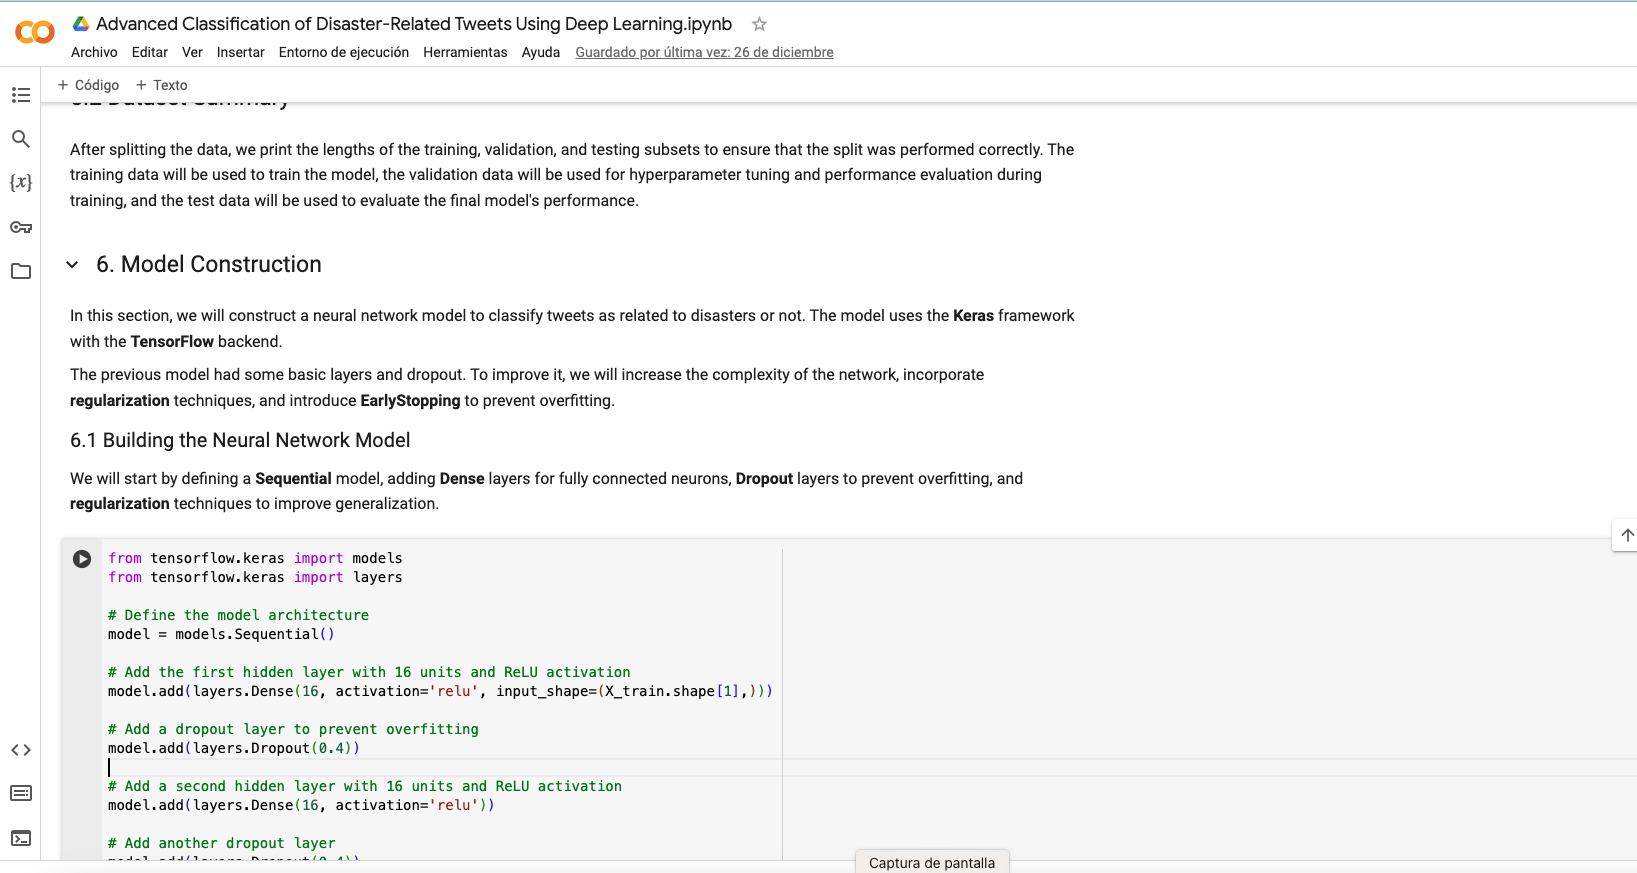 Advanced Classification of Disaster-Related Tweets Using Deep Learning.ipynb
Archivo Editar Ver Insertar Entorno de ejecución Herramientas Ayuda Guardado por última vez: 26 de diciembre
+ Código + Texto
5.2 Dataset Summary
After splitting the data, we print the lengths of the training, validation, and testing subsets to ensure that the split was performed correctly. The
training data will be used to train the model, the validation data will be used for hyperparameter tuning and performance evaluation during
training, and the test data will be used to evaluate the final model's performance.
6. Model Construction
In this section, we will construct a neural network model to classify tweets as related to disasters or not. The model uses the Keras framework
with the TensorFlow backend.
The previous model had some basic layers and dropout. To improve it, we will increase the complexity of the network, incorporate
regularization techniques, and introduce EarlyStopping to prevent overfitting.
6.1 Building the Neural Network Model
We will start by defining a Sequential model, adding Dense layers for fully connected neurons, Dropout layers to prevent overfitting, and
regularization techniques to improve generalization.
from tensorflow.keras import models
from tensorflow.keras import layers
# Define the model architecture
model = models.Sequential()
# Add the first hidden layer with 16 units and ReLU activation
model.add(layers.Dense(16, activation='relu', input_shape=(X_train.shape[1],)))
# Add a dropout layer to prevent overfitting
model.add(layers.Dropout(0.4))
# Add a second hidden layer with 16 units and ReLU activation
model.add(layers.Dense(16, activation='relu'))
# Add another dropout layer
model.add(layers.Dropout(0.4))
Captura de pantalla